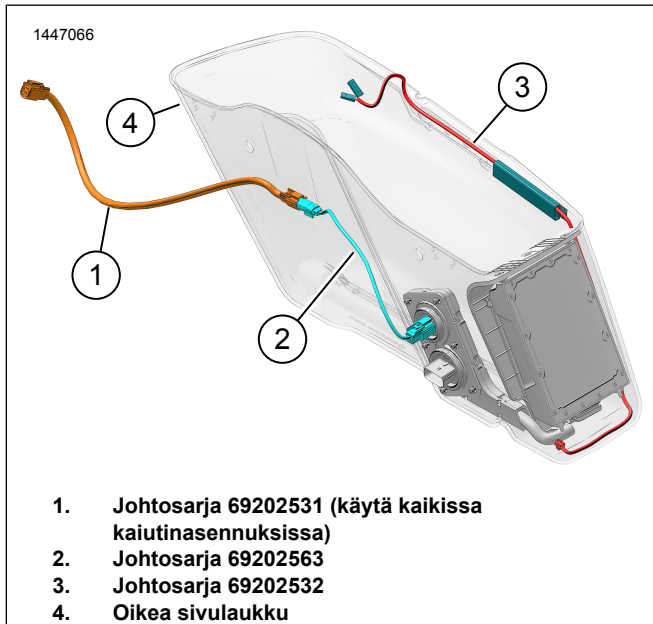 1447066
3
4
1
2
1. Johtosarja 69202531 (käytä kaikissa
kaiutinasennuksissa)
2. Johtosarja 69202563
3. Johtosarja 69202532
4. Oikea sivulaukku